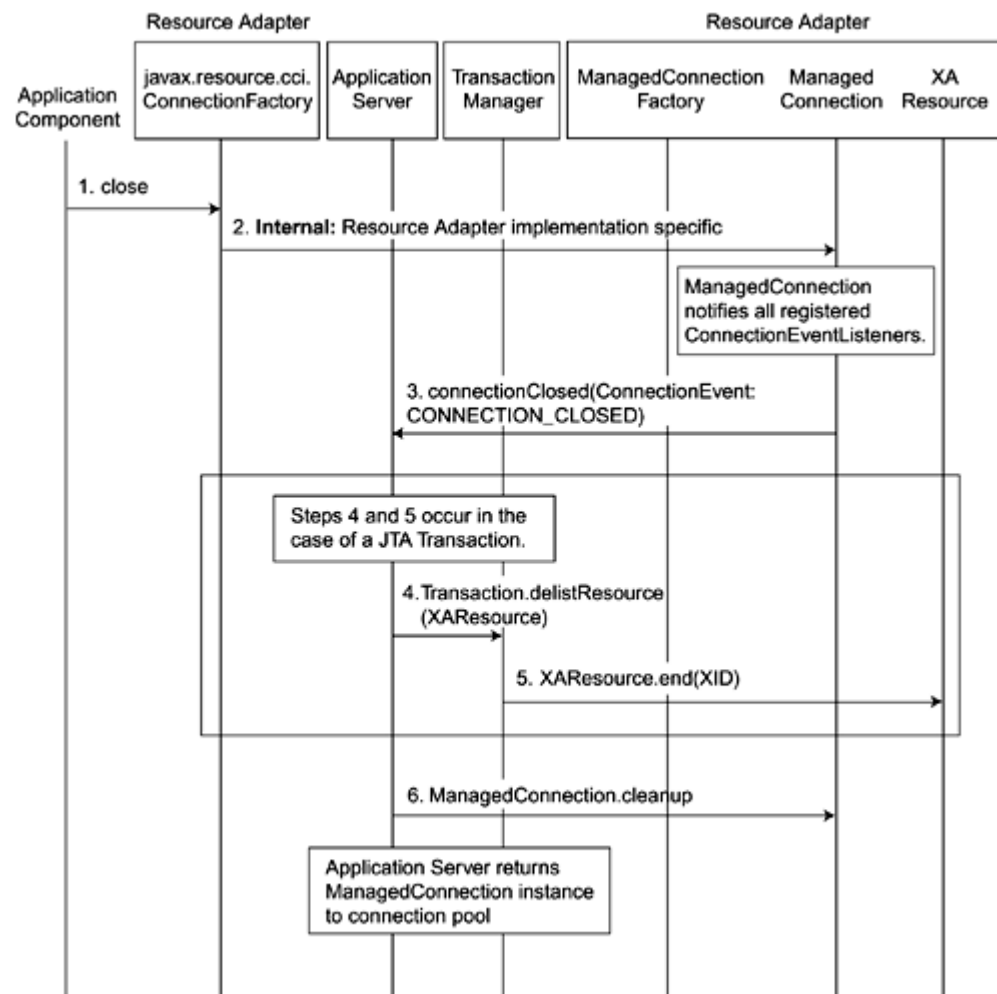 Resource Adapter
Resource Adapter
Application
Component
javax.resource.cci.
ConnectionFactory
Application
Server
Transaction
Manager
ManagedConnection
Factory
Managed
Connection
XA
Resource
1. close
2. Internal: Resource Adapter implementation specific
ManagedConnection
notifies all registered
ConnectionEventListeners.
3. connectionClosed(ConnectionEvent:
CONNECTION_CLOSED)
Steps 4 and 5 occur in the
case of a JTA Transaction.
4.Transaction.delistResource
(XAResource)
5. XAResource.end(XID)
6. ManagedConnection.cleanup
Application Server returns
ManagedConnection instance
to connection pool